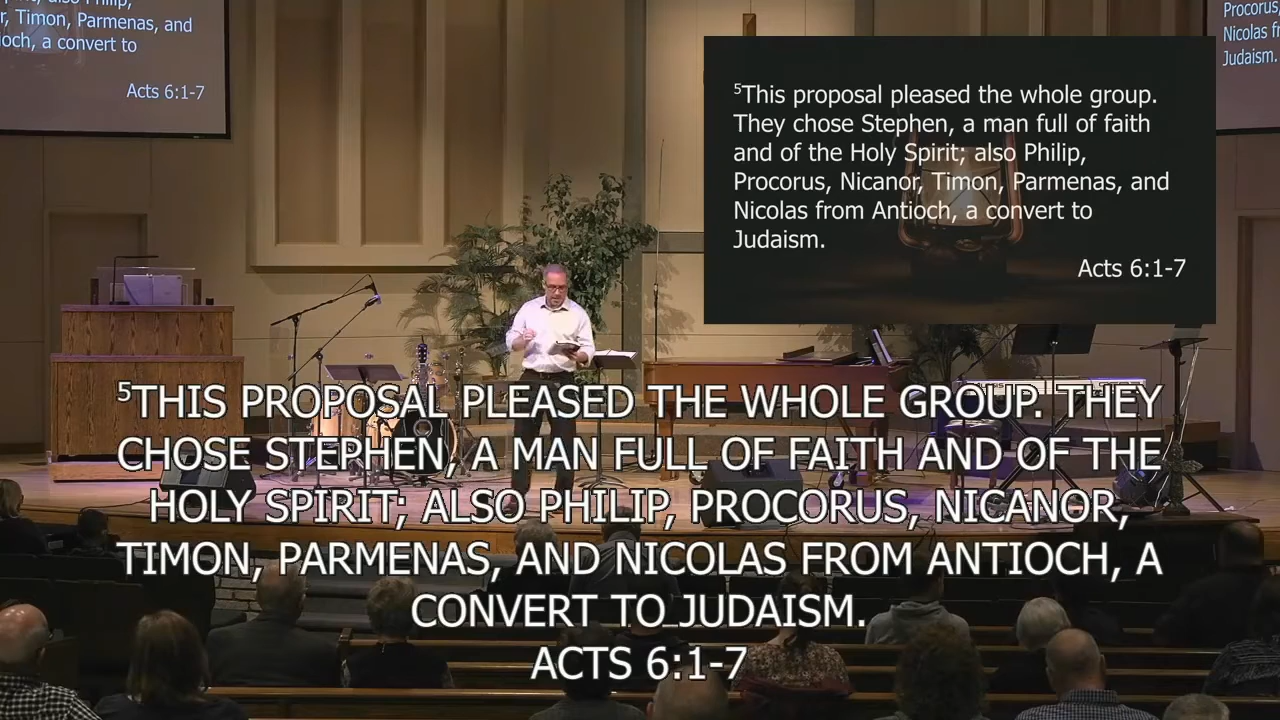 r, Timon, Parmenas, and
ioch, a convert to
Acts 6:1-7
Procorus,
Nicolas fr
Judaism.
⁵This proposal pleased the whole group.
They chose Stephen, a man full of faith
and of the Holy Spirit; also Philip,
Procorus, Nicanor, Timon, Parmenas, and
Nicolas from Antioch, a convert to
Judaism.
Acts 6:1-7
⁵THIS PROPOSAL PLEASED THE WHOLE GROUP. THEY
CHOSE STEPHEN, A MAN FULL OF FAITH AND OF THE
HOLY SPIRIT; ALSO PHILIP, PROCORUS, NICANOR,
TIMON, PARMENAS, AND NICOLAS FROM ANTIOCH, A
CONVERT TO JUDAISM.
ACTS 6:1-7